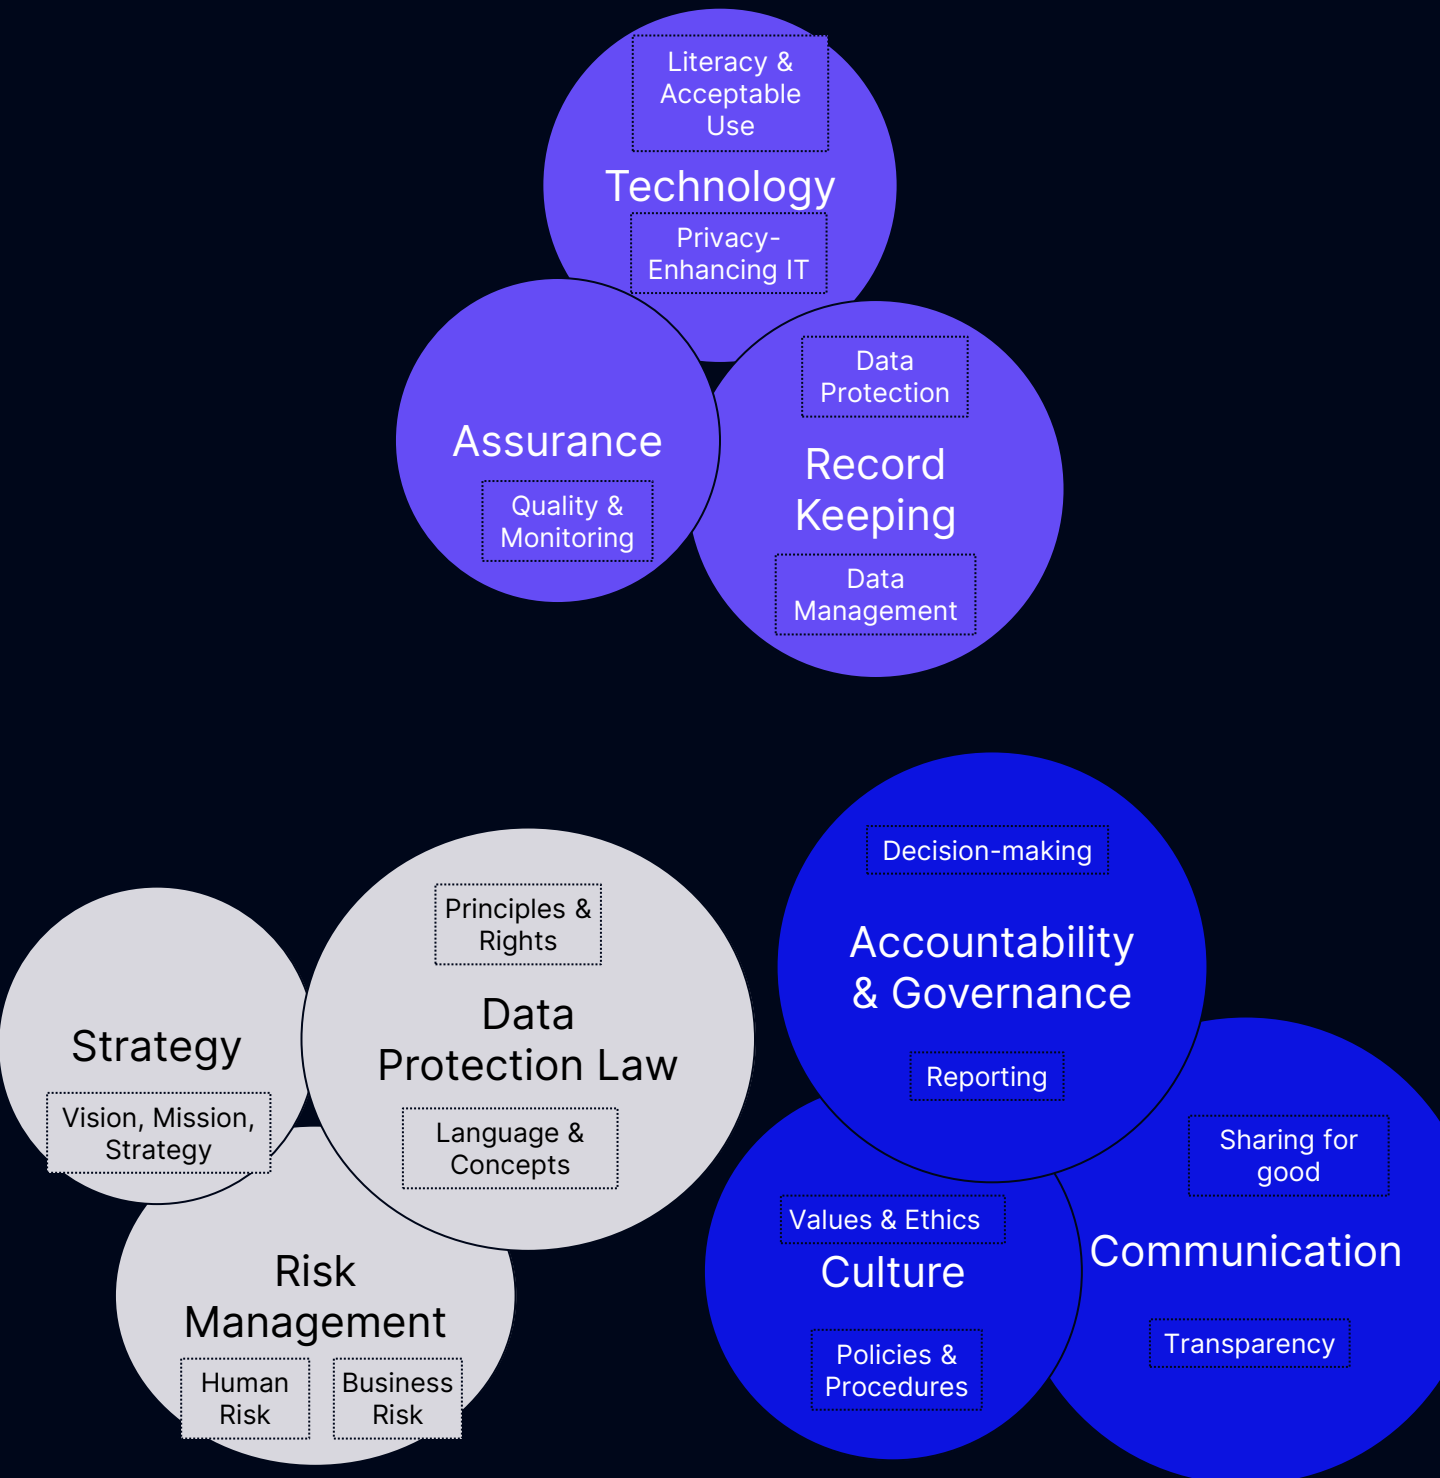 Literacy &
Acceptable
Use
Technology
Privacy-
Enhancing IT
Assurance
Quality &
Monitoring
Data
Protection
Record
Keeping
Data
Management
Strategy
Vision, Mission,
Strategy
Principles &
Rights
Data
Protection Law
Language &
Concepts
Risk
Management
Human
Risk
Business
Risk
Decision-making
Accountability
& Governance
Reporting
Values & Ethics
Culture
Policies &
Procedures
Sharing for
good
Communication
Transparency